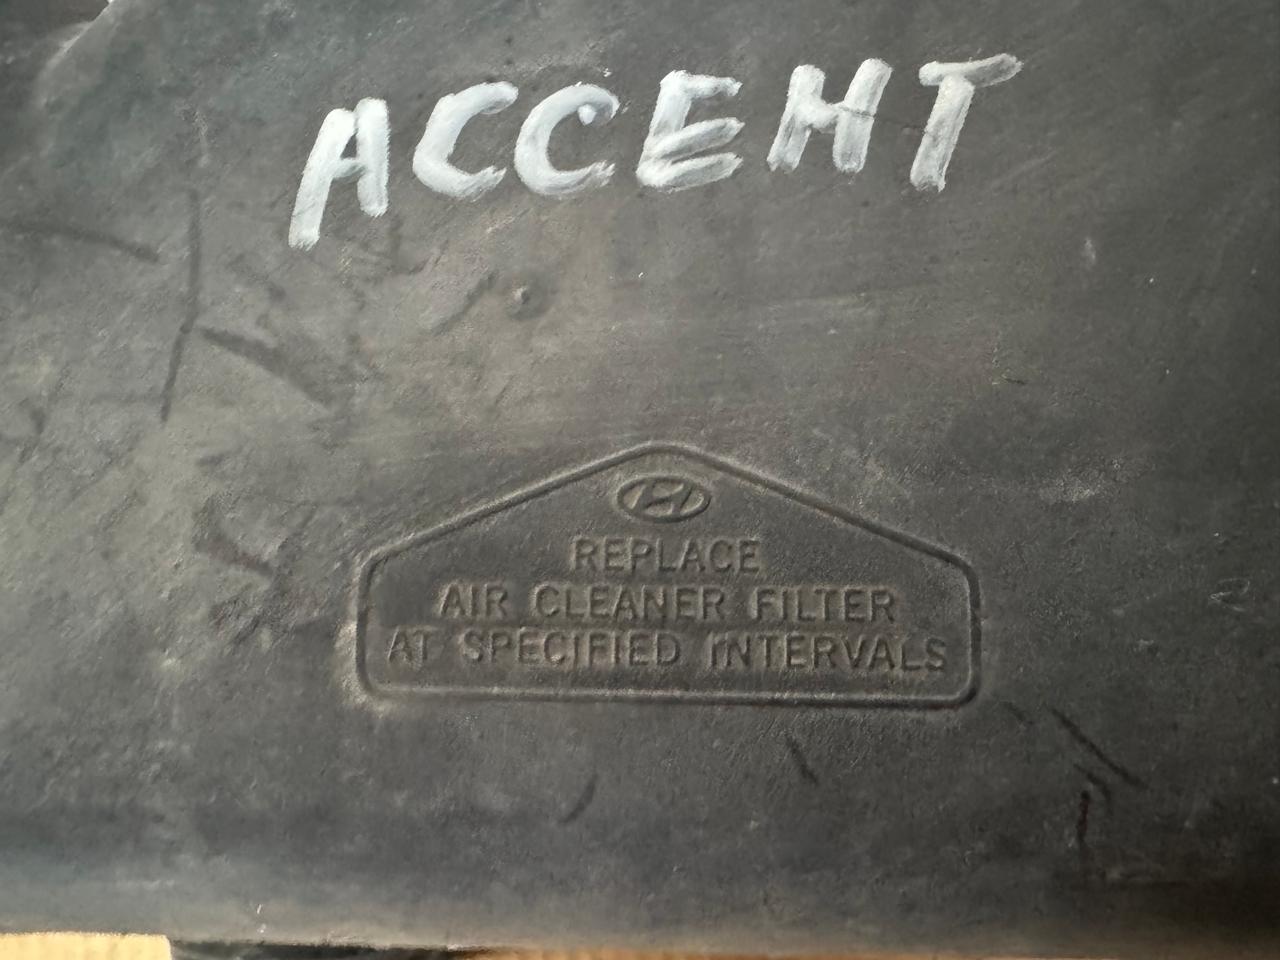 ACCEHT
REPLACE
AIR CLEANER FILTER
AT SPECIFIED INTERVALS